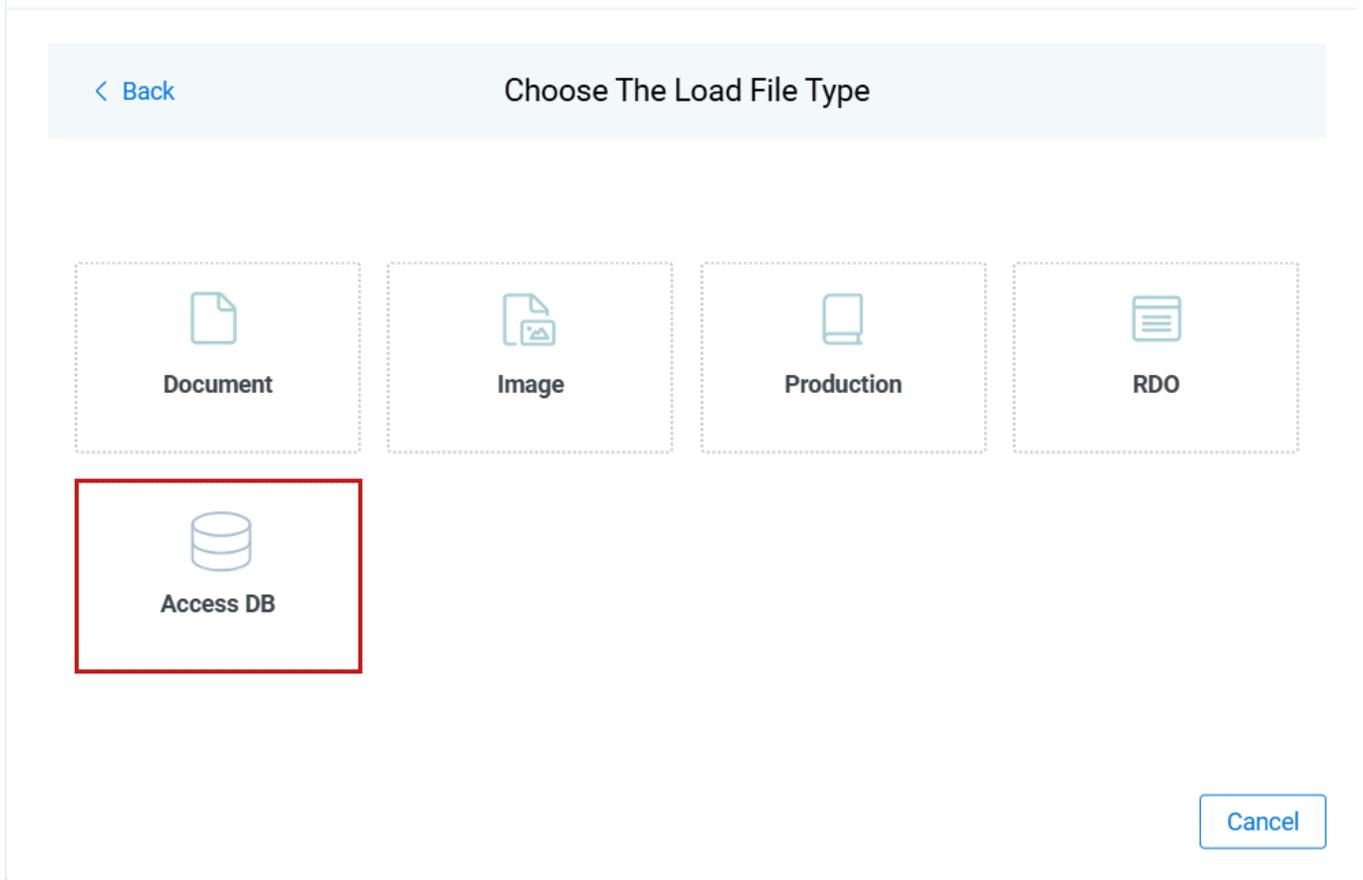 Back
Choose The Load File Type
Document
Image
Production
RDO
Access DB
Cancel